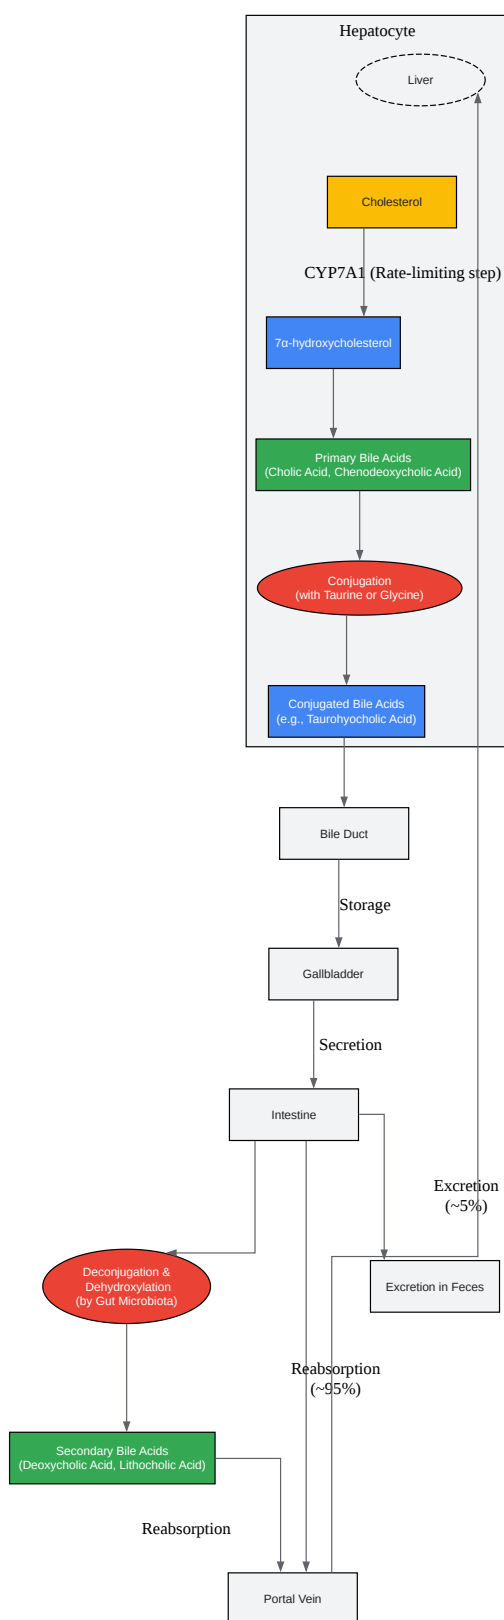 Hepatocyte
Liver
Cholesterol
CYP7A1 (Rate-limiting step)
7α-hydroxycholesterol
Primary Bile Acids
(Cholic Acid, Chenodeoxycholic Acid)
Conjugation
(with Taurine or Glycine)
Conjugated Bile Acids
(e.g., Taurohyocholic Acid)
Bile Duct
Storage
Gallbladder
Secretion
Intestine
Excretion
(~5%)
Deconjugation &
Dehydroxylation
(by Gut Microbiota)
Excretion in Feces
Reabsorption
(~95%)
Secondary Bile Acids
(Deoxycholic Acid, Lithocholic Acid)
Reabsorption
Portal Vein